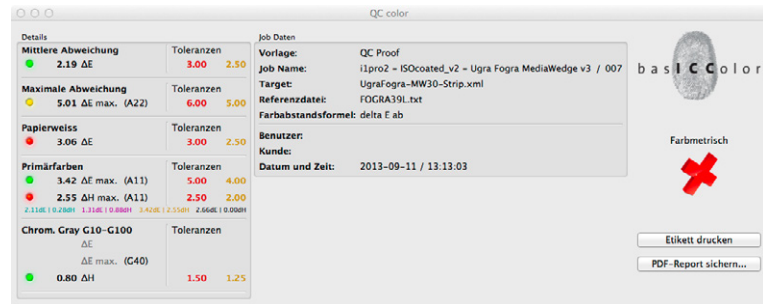 QC color
Details
Mittlere Abweichung Toleranzen
2.19 ΔE 3.00 2.50
Maximale Abweichung Toleranzen
5.01 ΔE max. (A22) 6.00 5.00
Papierweiss Toleranzen
3.06 ΔE 3.00 2.50
Primärfarben Toleranzen
3.42 ΔE max. (A11) 5.00 4.00
2.55 ΔH max. (A11) 2.50 2.00
2.11dE | 0.28dH 1.31dE | 0.88dH 3.42dE | 2.55dH 2.66dE | 0.00dH
Chrom. Gray G10-G100 Toleranzen
ΔE
ΔE max. (G40)
0.80 ΔH 1.50 1.25
Job Daten
Vorlage: QC Proof
Job Name: i1pro2 - ISOcoated_v2 - Ugra Fogra MediaWedge v3 / 007
Target: UgraFogra-MW30-Strip.xml
Referenzdatei: FOGRA39L.txt
Farbabstandsformel: delta E ab
Benutzer:
Kunde:
Datum und Zeit: 2013-09-11 / 13:13:03
basICColor
Farbmetrisch
Etikett drucken
PDF-Report sichern...